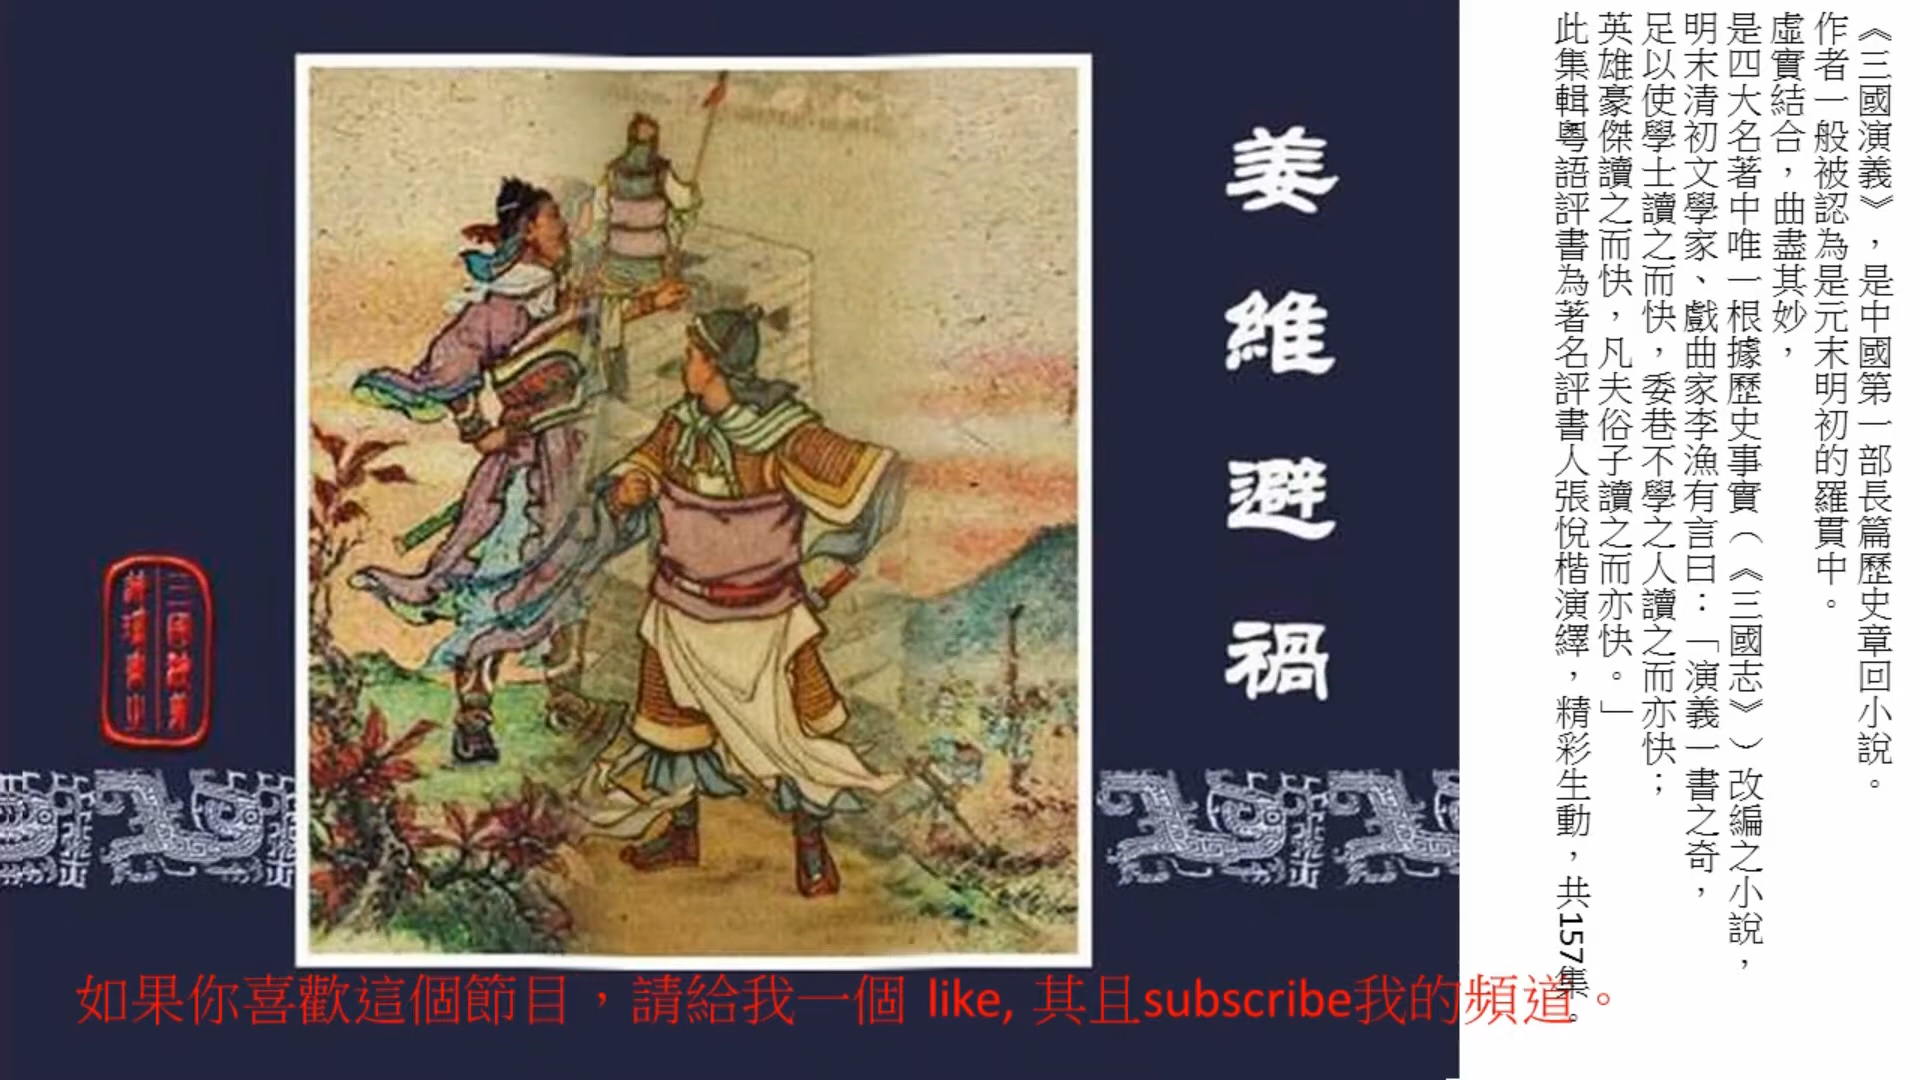 《三國演義》，是中國第一部長篇歷史章回小說。
作者一般被認為是元末明初的羅貫中。
虛實結合，曲盡其妙，
是四大名著中唯一根據歷史事實（《三國志》）改編之小說，
明末清初文學家、戲曲家李漁有言曰：「演義一書之奇，
足以使學士讀之而快，委巷不學之人讀之而亦快；
英雄豪傑讀之而快，凡夫俗子讀之而亦快。」
此集輯粵語評書為著名評書人張悅楷演繹，精彩生動，共157集。
姜維避禍
如果你喜歡這個節目，請給我一個 like, 其且subscribe我的頻道。